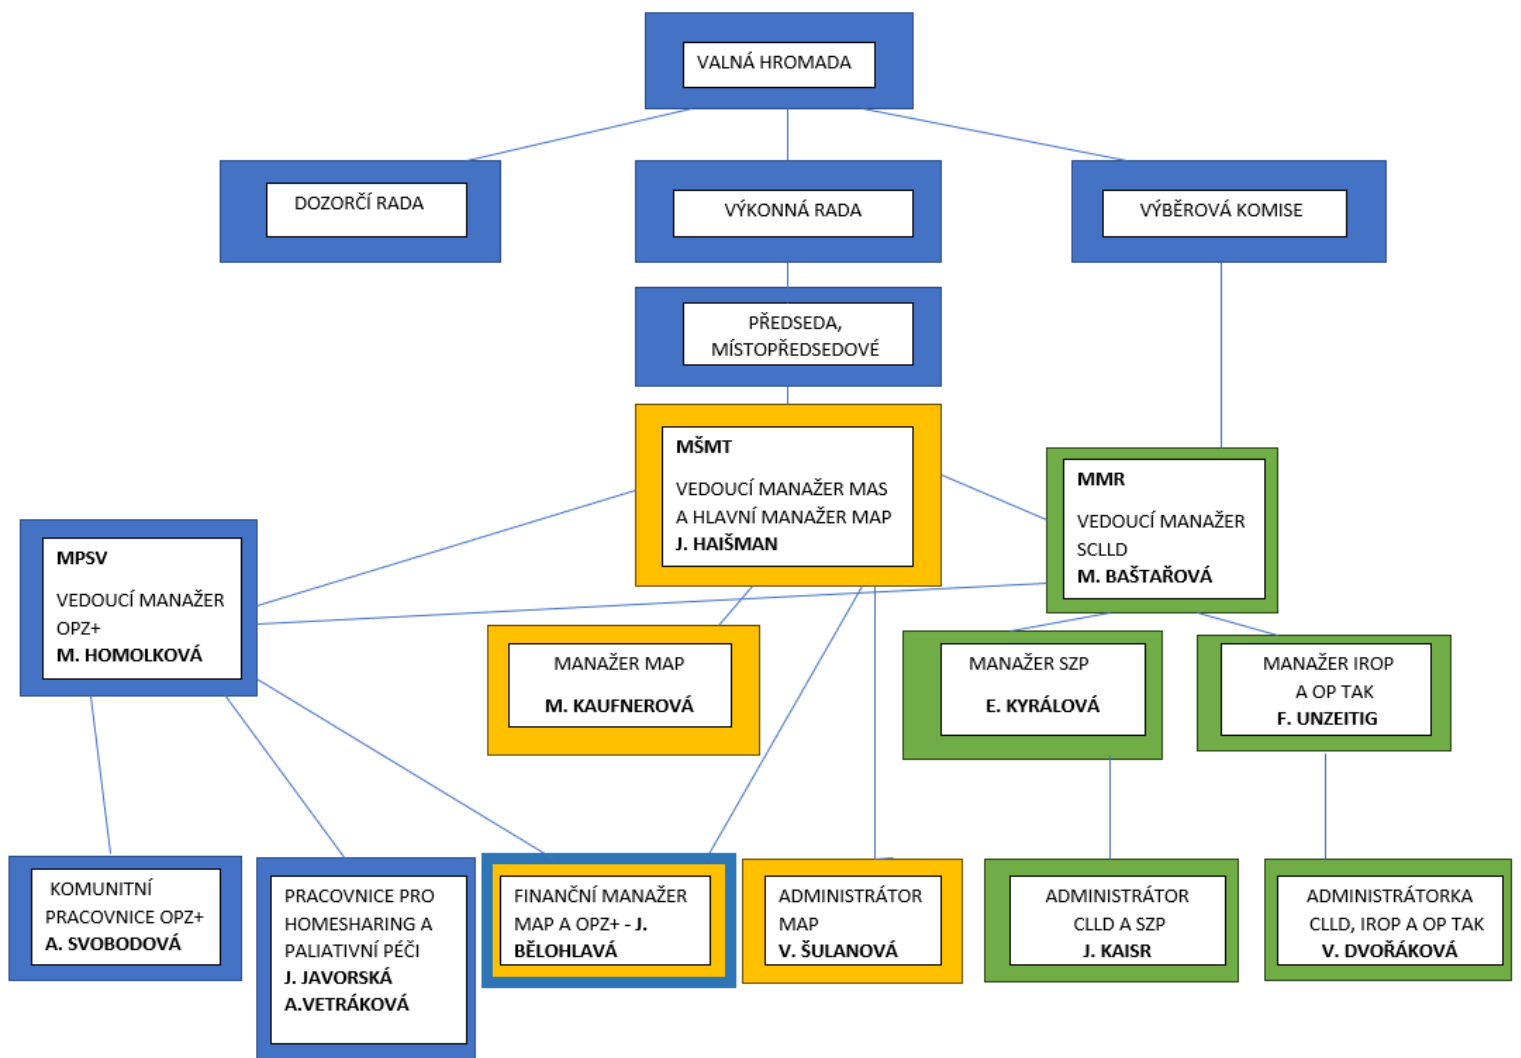 VALNÁ HROMADA
DOZORČÍ RADA
VÝKONNÁ RADA
VÝBĚROVÁ KOMISE
PŘEDSEDA,
MÍSTOPŘEDSEDOVÉ
MŠMT
VEDOUCÍ MANAŽER MAS
A HLAVNÍ MANAŽER MAP
J. HAIŠMAN
MMR
VEDOUCÍ MANAŽER
SCLLD
M. BAŠTAŘOVÁ
MPSV
VEDOUCÍ MANAŽER
OPZ+
M. HOMOLKOVÁ
MANAŽER MAP
M. KAUFNEROVÁ
MANAŽER SZP
E. KYRÁLOVÁ
MANAŽER IROP
A OP TAK
F. UNZEITIG
KOMUNITNÍ
PRACOVNICE OPZ+
A. SVOBODOVÁ
PRACOVNICE PRO
HOMESHARING A
PALIATIVNÍ PÉČI
J. JAVORSKÁ
A.VETRÁKOVÁ
FINANČNÍ MANAŽER
MAP A OPZ+ - J.
BĚLOHLAVÁ
ADMINISTRÁTOR
MAP
V. ŠULANOVÁ
ADMINISTRÁTOR
CLLD A SZP
J. KAISR
ADMINISTRÁTORKA
CLLD, IROP A OP TAK
V. DVOŘÁKOVÁ